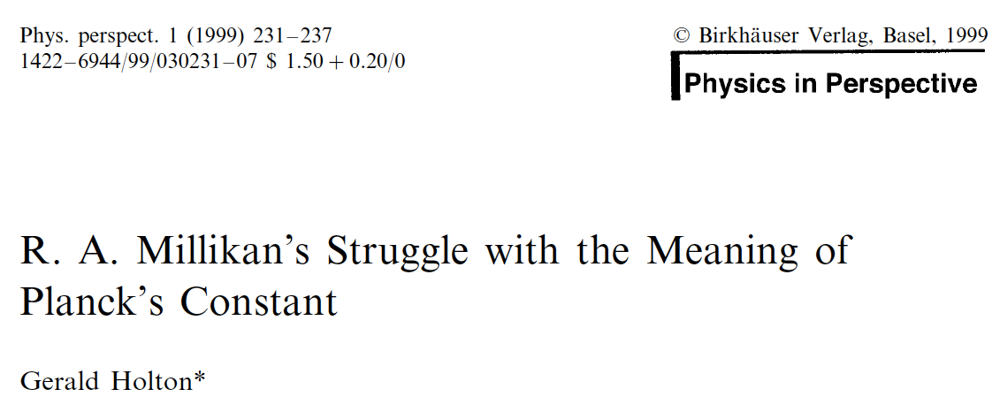 Phys. perspect. 1 (1999) 231–237
1422–6944/99/030231–07 $ 1.50 + 0.20/0
© Birkhäuser Verlag, Basel, 1999
Physics in Perspective
R. A. Millikan’s Struggle with the Meaning of
Planck’s Constant
Gerald Holton*